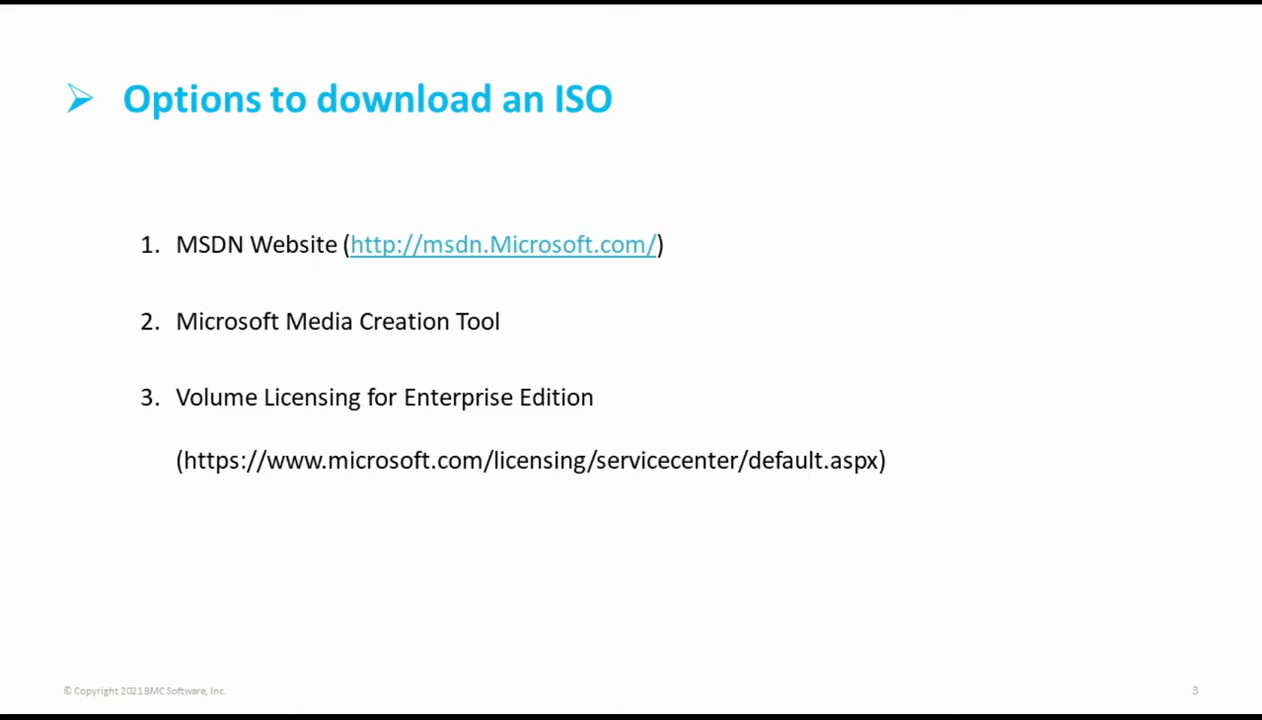 Options to download an ISO
1. MSDN Website (http://msdn.Microsoft.com/)
2. Microsoft Media Creation Tool
3. Volume Licensing for Enterprise Edition
(https://www.microsoft.com/licensing/servicecenter/default.aspx)
© Copyright 2021 BMC Software, Inc.
3